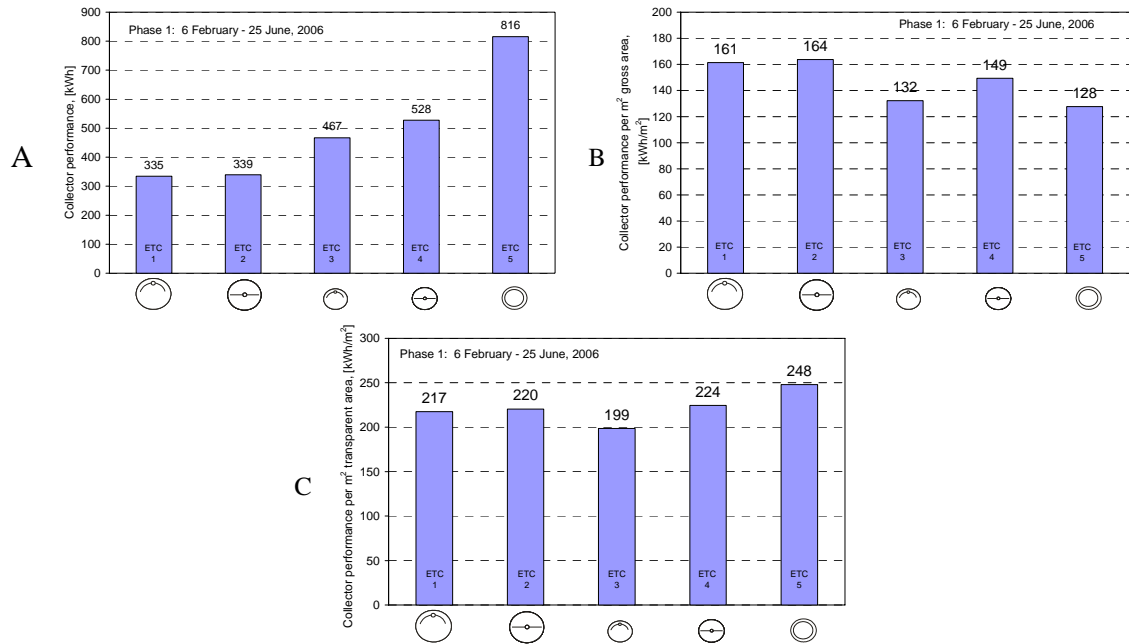 A
Collector performance, [kWh]
Phase 1: 6 February - 25 June, 2006
900
800
700
600
500
400
300
200
100
0
335
339
467
528
816
ETC
1
ETC
2
ETC
3
ETC
4
ETC
5
B
Collector performance per m² gross area,
[kWh/m²]
Phase 1: 6 February - 25 June, 2006
200
180
160
140
120
100
80
60
40
20
0
161
164
132
149
128
ETC
1
ETC
2
ETC
3
ETC
4
ETC
5
C
Collector performance per m² transparent area, [kWh/m²]
Phase 1: 6 February - 25 June, 2006
300
250
200
150
100
50
0
217
220
199
224
248
ETC
1
ETC
2
ETC
3
ETC
4
ETC
5